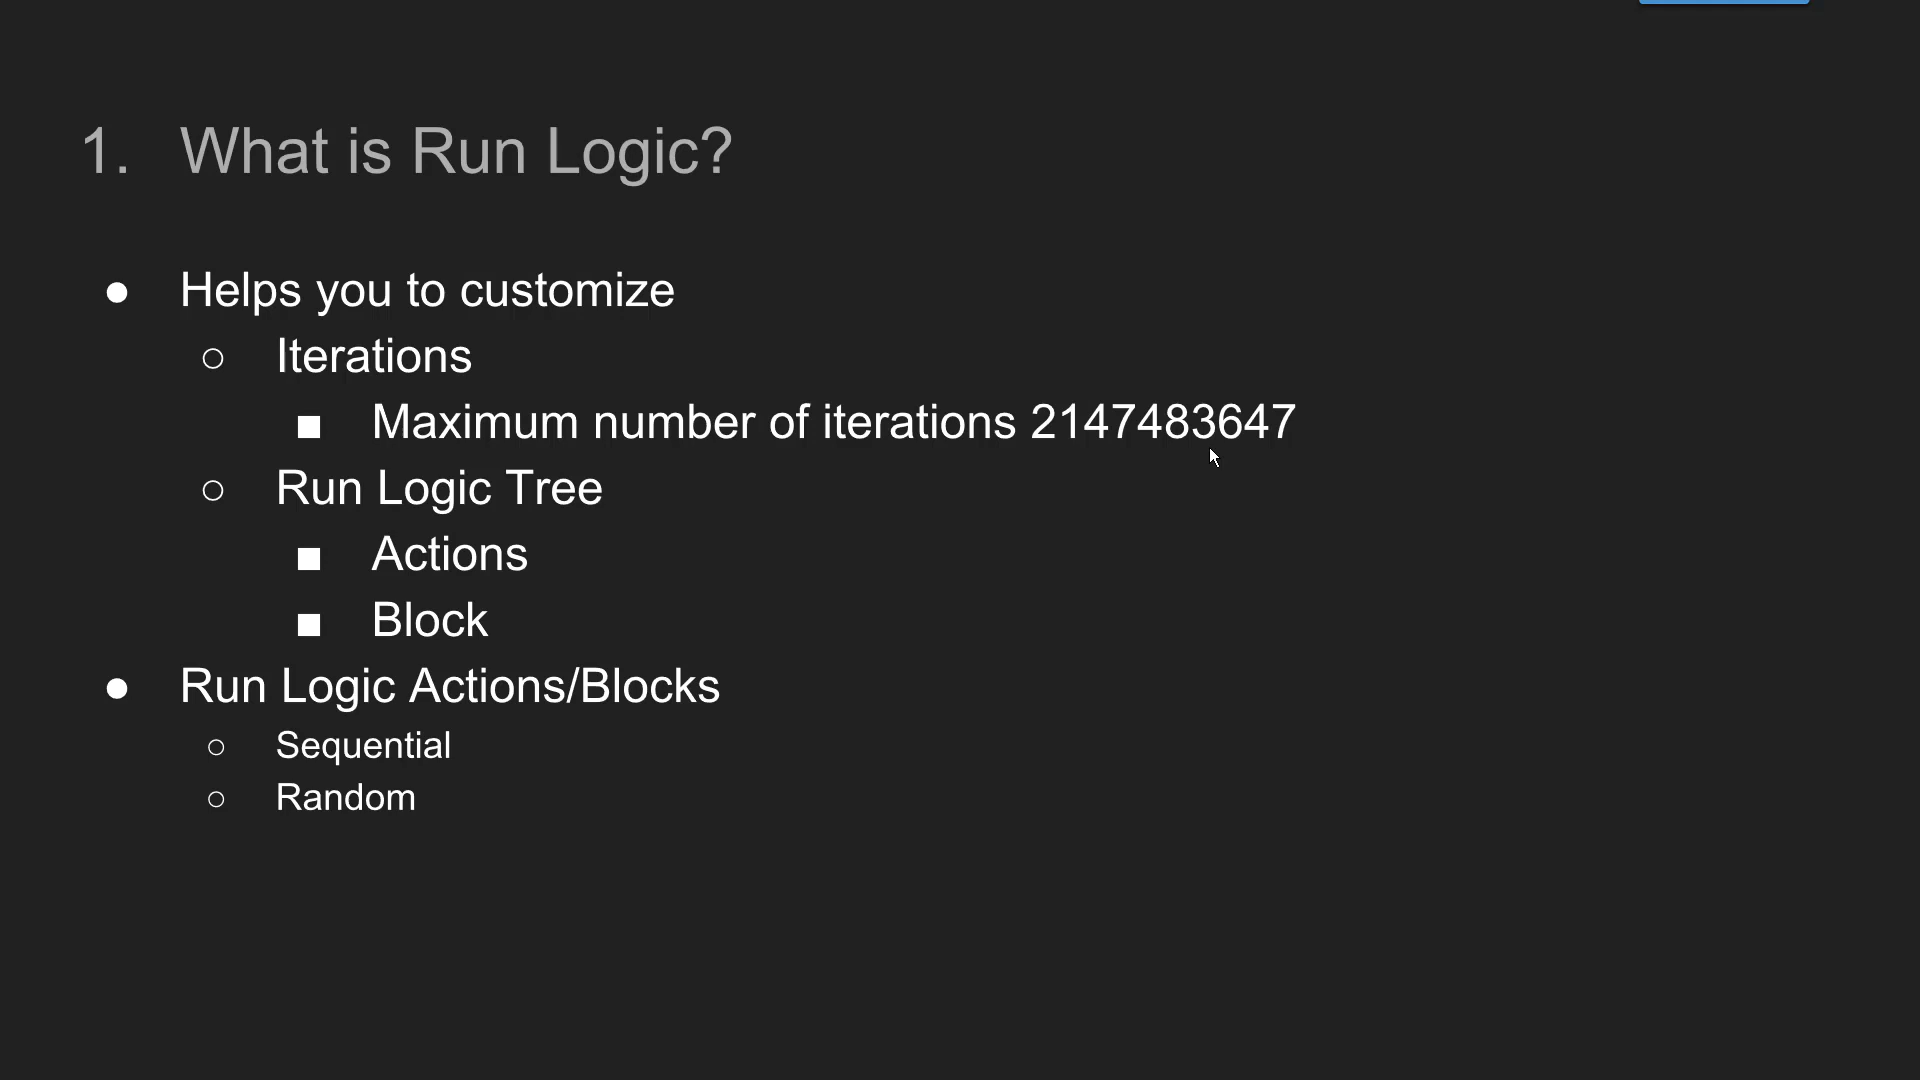 1. What is Run Logic?
● Helps you to customize
○ Iterations
■ Maximum number of iterations 2147483647
○ Run Logic Tree
■ Actions
■ Block
● Run Logic Actions/Blocks
○ Sequential
○ Random